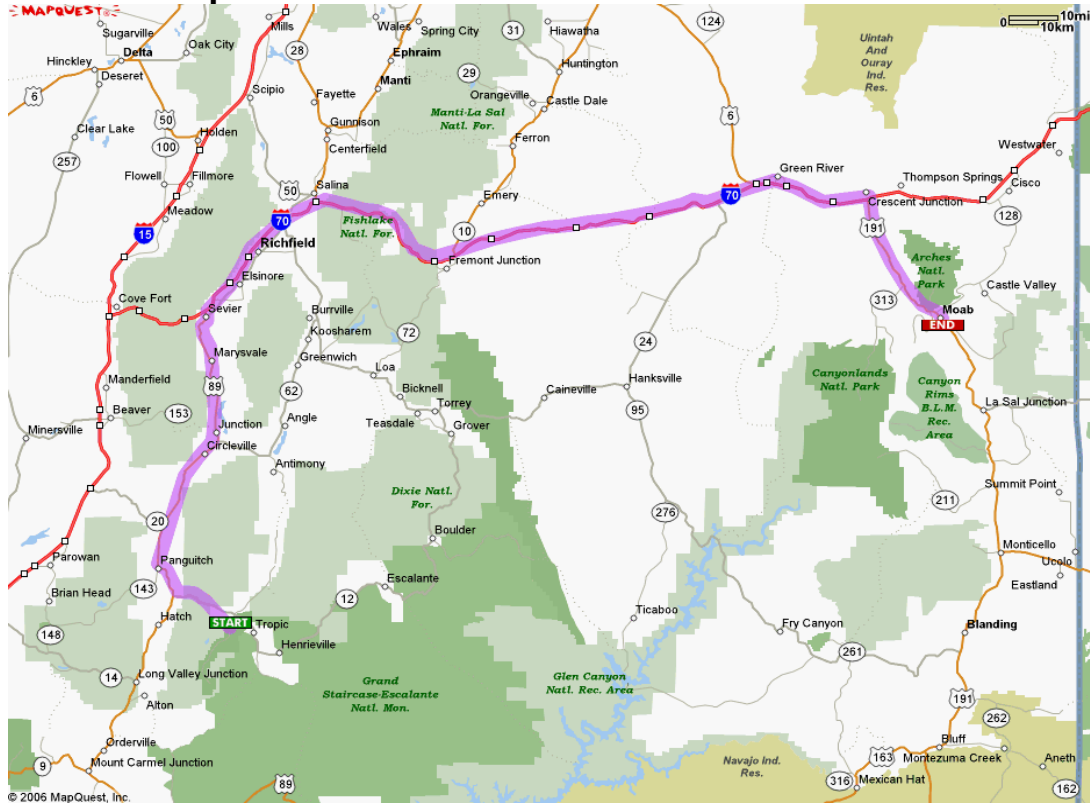 MAPQUEST
Sugarville
Delta
Oak City
Hinckley
Deseret
6
Mills
28
Wales
Spring City
Ephraim
Manti
31
Hiawatha
124
Uintah
And
Ouray
Ind.
Res.
0
10mi
10km
Huntington
29
Orangeville
Castle Dale
Manti-La Sal
Natl. For.
Scipio
Fayette
Gunnison
Centerfield
50
Holden
100
Clear Lake
257
Flowell
Fillmore
Meadow
Ferron
6
Westwater
Green River
Thompson Springs
Cisco
Crescent Junction
128
50
Salina
Emery
70
15
70
Richfield
Fishlake
Natl. For.
10
Fremont Junction
191
Arches
Natl.
Park
Castle Valley
313
Moab
END
Elsinore
Cove Fort
Sevier
Burrville
Koosharem
72
Marysvale
Greenwich
24
Loa
Canyonlands
Natl. Park
Canyon
Rims
B.L.M.
Rec.
Area
Manderfield
89
62
Bicknell
Caineville
Hanksville
Beaver
153
Torrey
95
La Sal Junction
Minersville
Junction
Angle
Teasdale
Grover
Circleville
Antimony
Summit Point
Dixie Natl.
For.
211
20
276
Boulder
Parowan
Panguitch
Monticello
Ucolo
Eastland
Brian Head
143
Escalante
12
148
Hatch
START
Tropic
Ticaboo
Fry Canyon
Blanding
Henrieville
261
14
Long Valley Junction
Alton
Grand
Staircase-Escalante
Natl. Mon.
Glen Canyon
Natl. Rec. Area
191
262
Orderville
Bluff
9
Mount Carmel Junction
Navajo Ind.
Res.
163
Montezuma Creek
Aneth
89
316
Mexican Hat
162
© 2006 MapQuest, Inc.